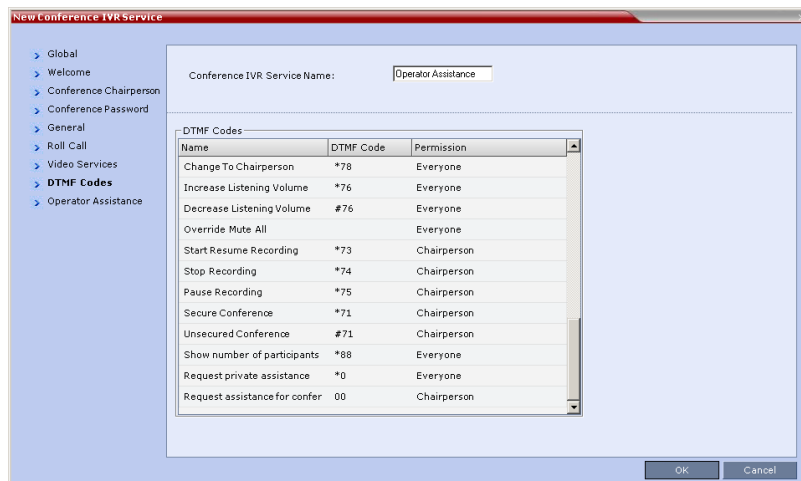 New Conference IVR Service
Global
Welcome
Conference Chairperson
Conference Password
General
Roll Call
Video Services
DTMF Codes
Operator Assistance
Conference IVR Service Name: Operator Assistance
DTMF Codes
Name DTMF Code Permission
Change To Chairperson *78 Everyone
Increase Listening Volume *76 Everyone
Decrease Listening Volume #76 Everyone
Override Mute All Everyone
Start Resume Recording *73 Chairperson
Stop Recording *74 Chairperson
Pause Recording *75 Chairperson
Secure Conference *71 Chairperson
Unsecured Conference #71 Chairperson
Show number of participants *88 Everyone
Request private assistance *0 Everyone
Request assistance for confer 00 Chairperson
OK Cancel